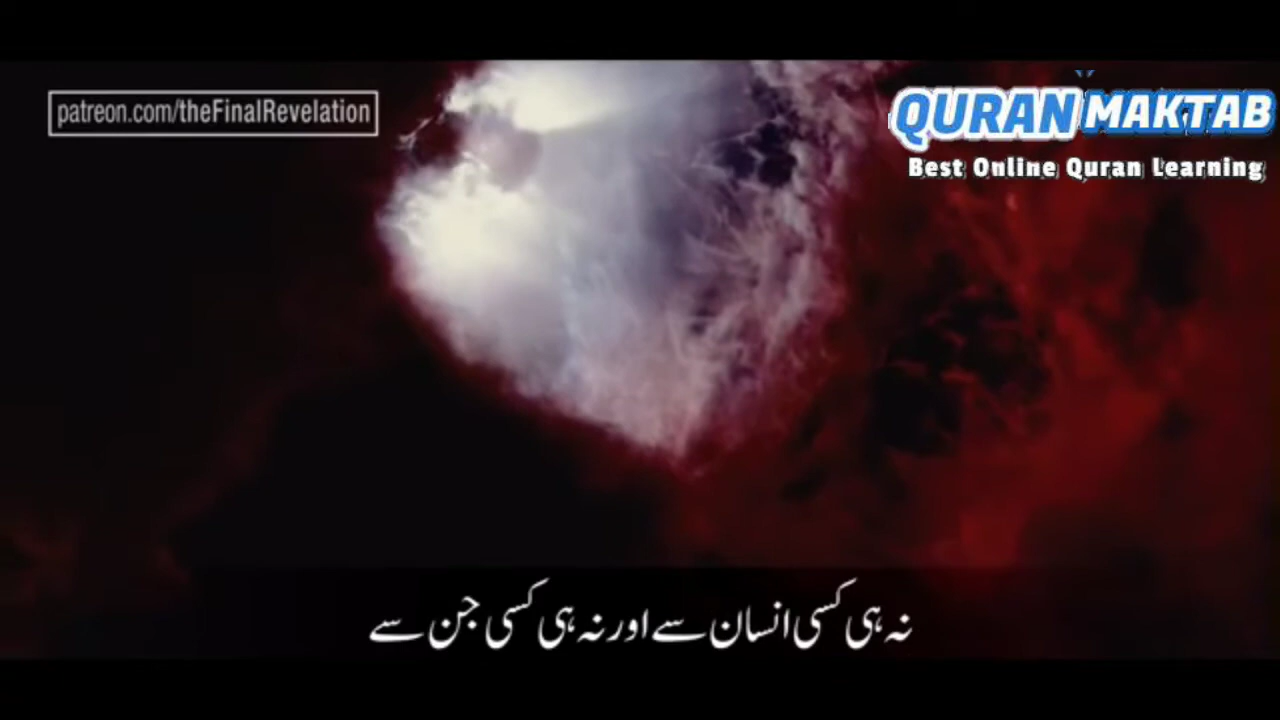 patreon.com/theFinalRevelation
QURAN MAKTAB
Best Online Quran Learning
نہ ہی کسی انسان سے اور نہ ہی کسی جن سے